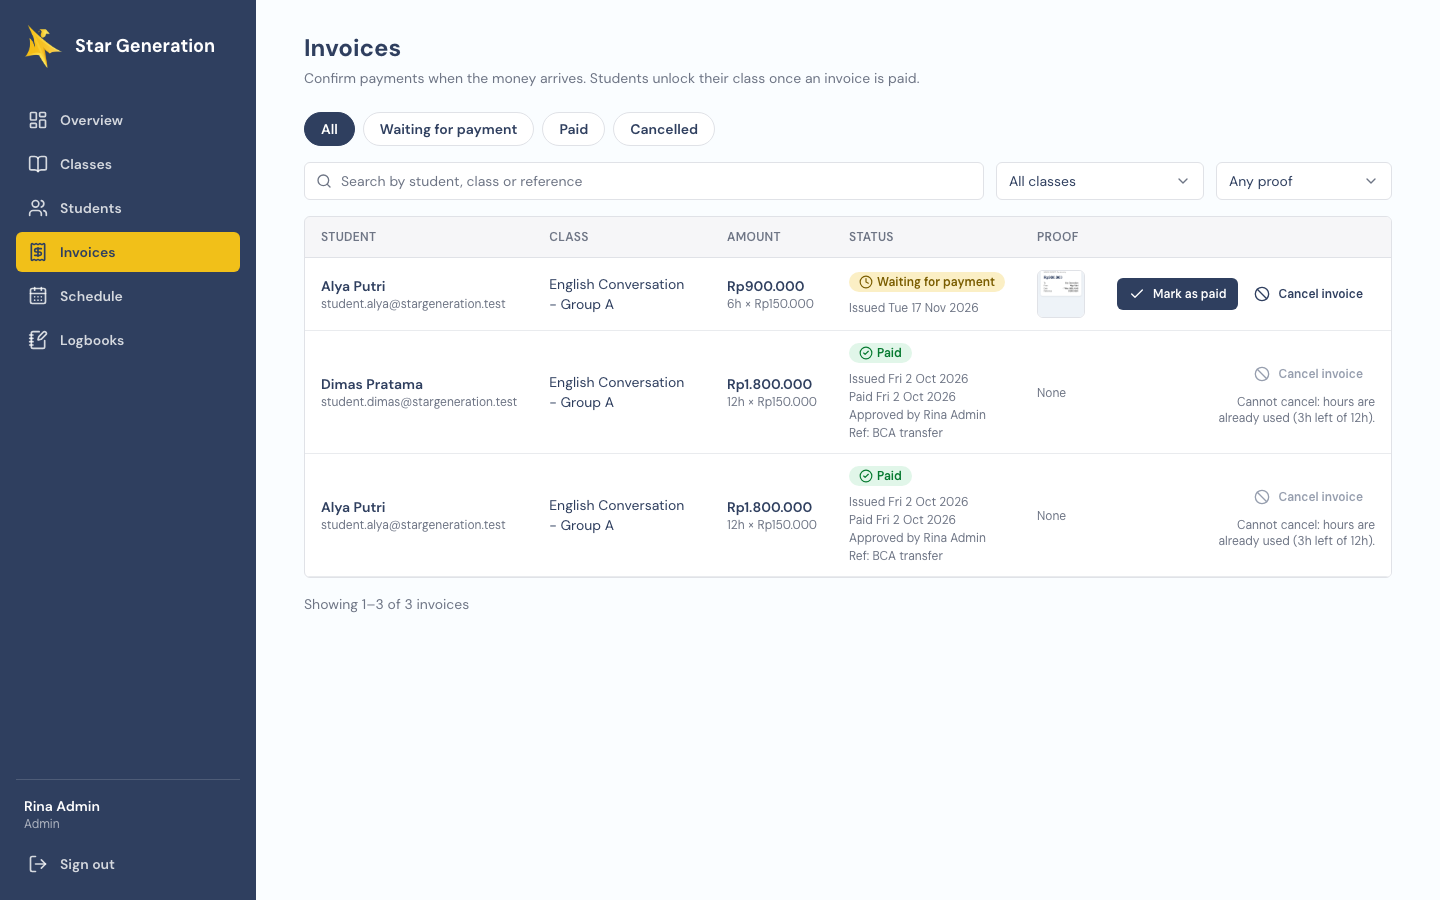 Star Generation
Overview
Classes
Students
Invoices
Schedule
Logbooks
Rina Admin
Admin
Sign out
Invoices
Confirm payments when the money arrives. Students unlock their class once an invoice is paid.
All
Waiting for payment
Paid
Cancelled
Search by student, class or reference
All classes
Any proof
STUDENT
CLASS
AMOUNT
STATUS
PROOF
Alya Putri
student.alya@stargeneration.test
English Conversation
- Group A
Rp900.000
6h × Rp150.000
Waiting for payment
Issued Tue 17 Nov 2026
Mark as paid
Cancel invoice
Dimas Pratama
student.dimas@stargeneration.test
English Conversation
- Group A
Rp1.800.000
12h × Rp150.000
Paid
Issued Fri 2 Oct 2026
Paid Fri 2 Oct 2026
Approved by Rina Admin
Ref: BCA transfer
None
Cancel invoice
Cannot cancel: hours are
already used (3h left of 12h).
Alya Putri
student.alya@stargeneration.test
English Conversation
- Group A
Rp1.800.000
12h × Rp150.000
Paid
Issued Fri 2 Oct 2026
Paid Fri 2 Oct 2026
Approved by Rina Admin
Ref: BCA transfer
None
Cancel invoice
Cannot cancel: hours are
already used (3h left of 12h).
Showing 1–3 of 3 invoices